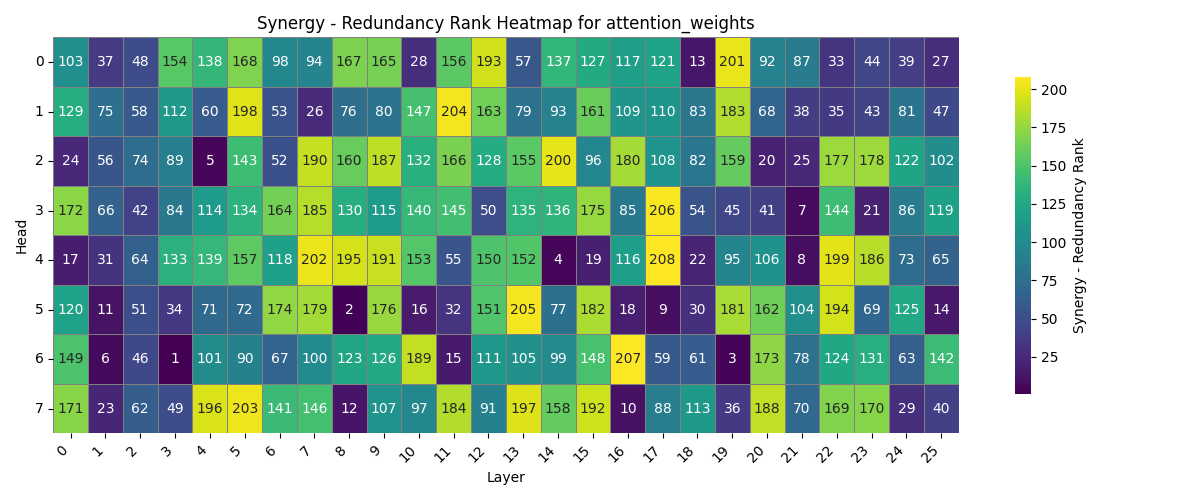 Synergy - Redundancy Rank Heatmap for attention_weights
0 103 37 48 154 138 168 98 94 167 165 28 156 193 57 137 127 117 121 13 201 92 87 33 44 39 27
1 129 75 58 112 60 198 53 26 76 80 147 204 163 79 93 161 109 110 83 183 68 38 35 43 81 47
2 24 56 74 89 5 143 52 190 160 187 132 166 128 155 200 96 180 108 82 159 20 25 177 178 122 102
3 172 66 42 84 114 134 164 185 130 115 140 145 50 135 136 175 85 206 54 45 41 7 144 21 86 119
4 17 31 64 133 139 157 118 202 195 191 153 55 150 152 4 19 116 208 22 95 106 8 199 186 73 65
5 120 11 51 34 71 72 174 179 2 176 16 32 151 205 77 182 18 9 30 181 162 104 194 69 125 14
6 149 6 46 1 101 90 67 100 123 126 189 15 111 105 99 148 207 59 61 3 173 78 124 131 63 142
7 171 23 62 49 196 203 141 146 12 107 97 184 91 197 158 192 10 88 113 36 188 70 169 170 29 40
Head
0 1 2 3 4 5 6 7 8 9 10 11 12 13 14 15 16 17 18 19 20 21 22 23 24 25
Layer
200
175
150
125
100
75
50
25
Synergy - Redundancy Rank